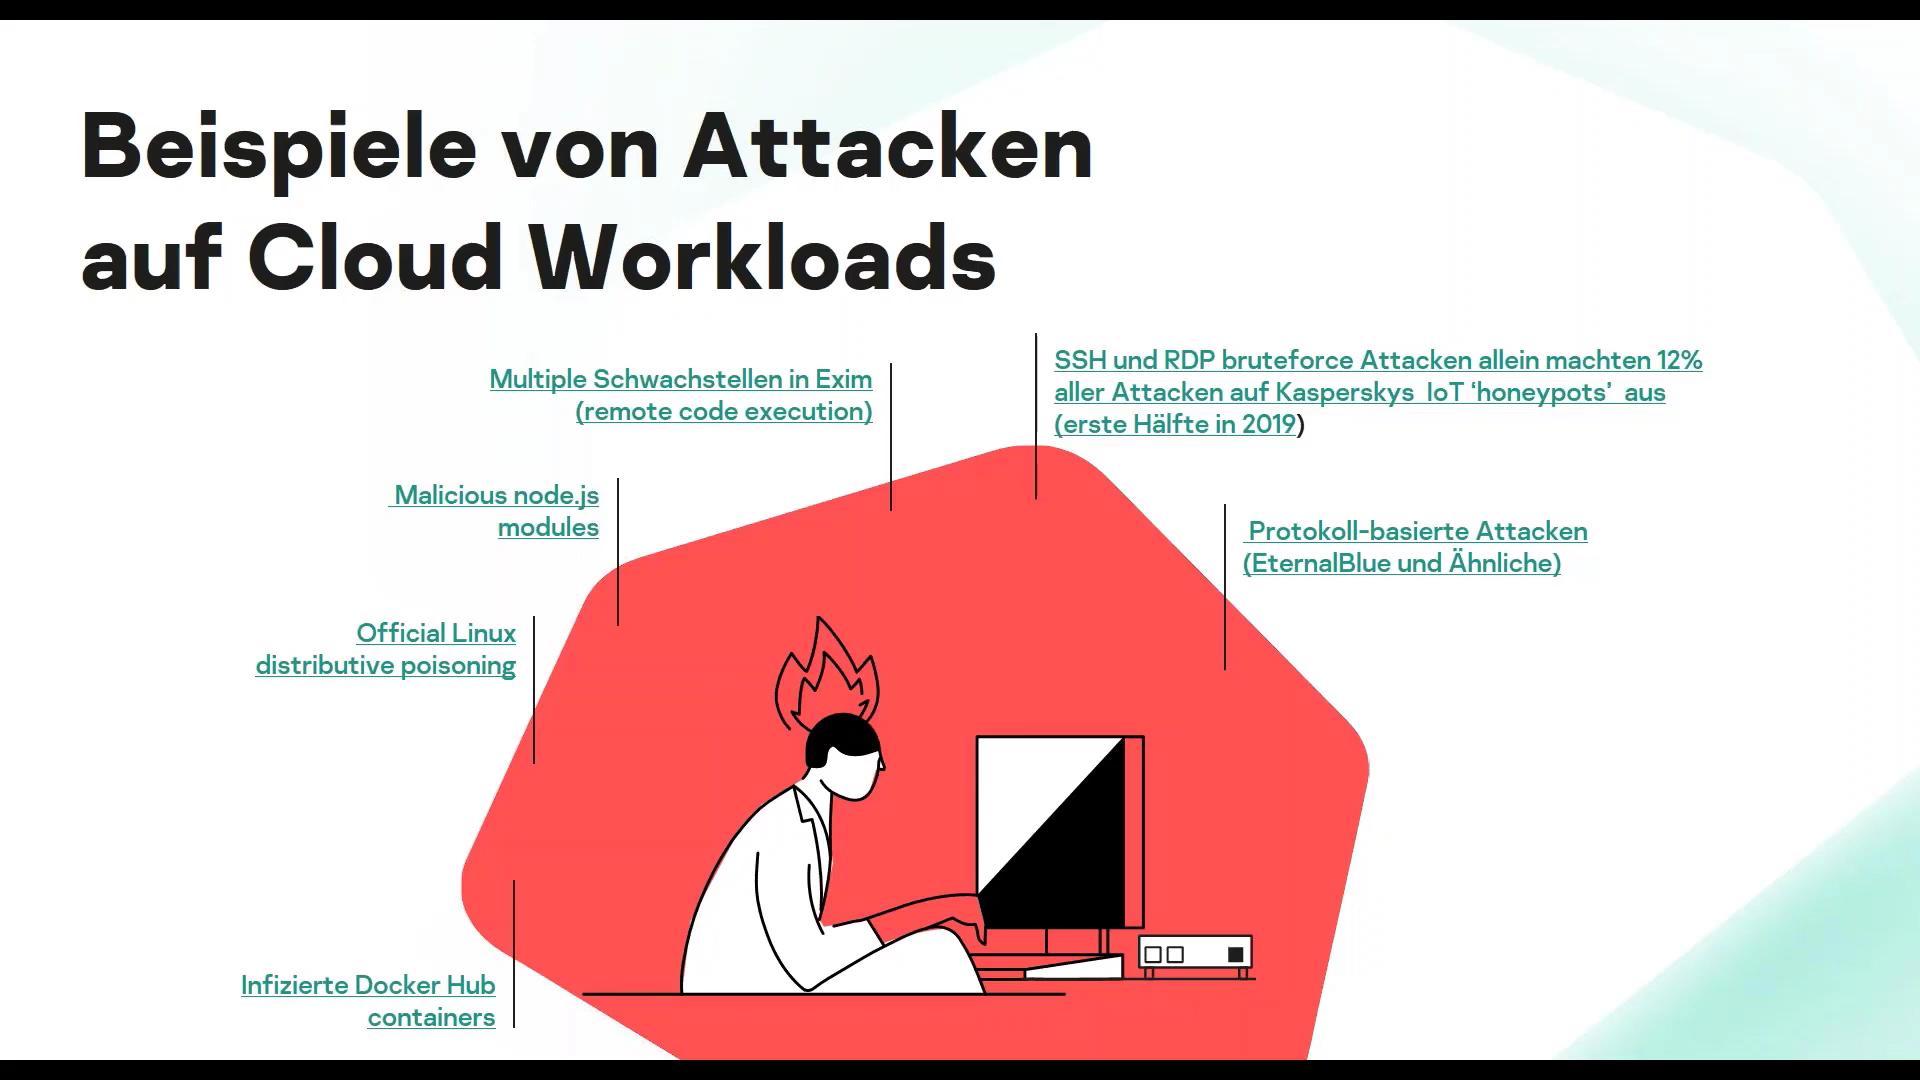 Beispiele von Attacken
auf Cloud Workloads
Multiple Schwachstellen in Exim
(remote code execution)
SSH und RDP bruteforce Attacken allein machten 12%
aller Attacken auf Kasperskys  IoT ‘honeypots’  aus
(erste Hälfte in 2019)
Malicious node.js
modules
Protokoll-basierte Attacken
(EternalBlue und Ähnliche)
Official Linux
distributive poisoning
Infizierte Docker Hub
containers